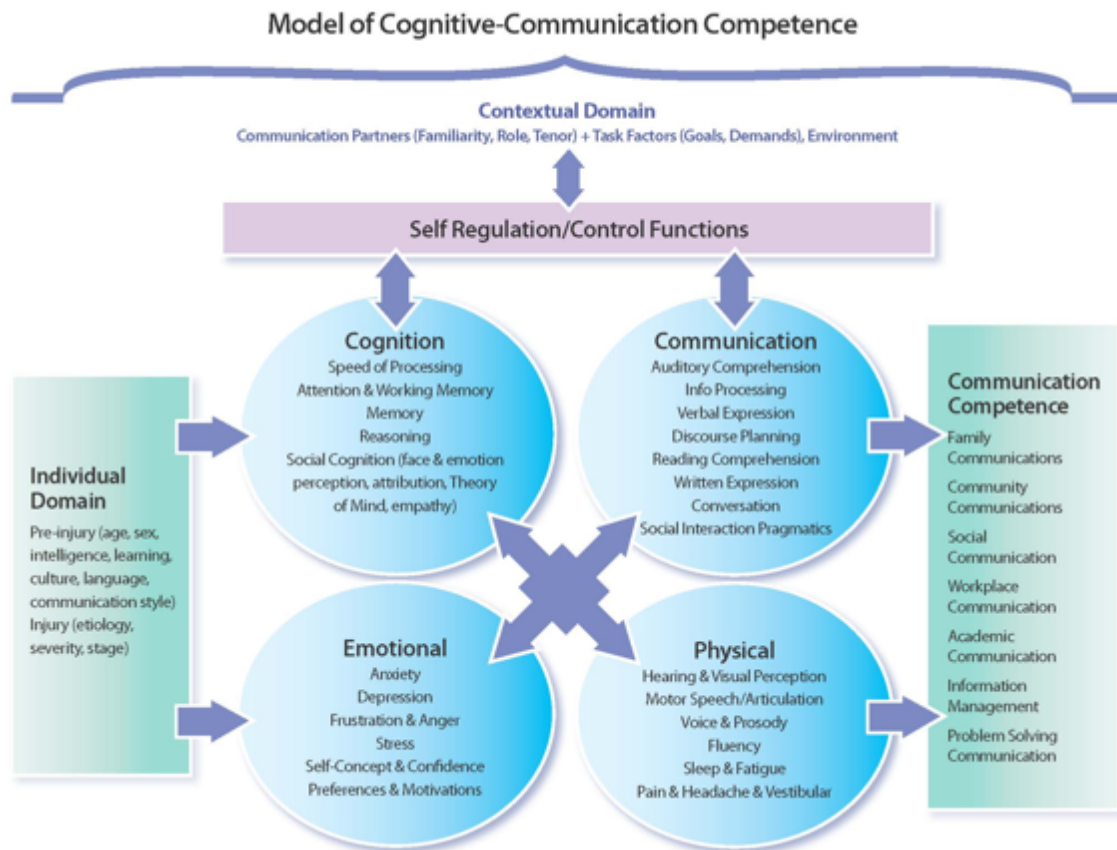 Model of Cognitive-Communication Competence
Contextual Domain
Communication Partners (Familiarity, Role, Tenor) + Task Factors (Goals, Demands), Environment
Self Regulation/Control Functions
Individual
Domain
Pre-injury (age, sex,
intelligence, learning,
culture, language,
communication style)
Injury (etiology,
severity, stage)
Cognition
Speed of Processing
Attention & Working Memory
Memory
Reasoning
Social Cognition (face & emotion
perception, attribution, Theory
of Mind, empathy)
Communication
Auditory Comprehension
Info Processing
Verbal Expression
Discourse Planning
Reading Comprehension
Written Expression
Conversation
Social Interaction Pragmatics
Emotional
Anxiety
Depression
Frustration & Anger
Stress
Self-Concept & Confidence
Preferences & Motivations
Physical
Hearing & Visual Perception
Motor Speech/Articulation
Voice & Prosody
Fluency
Sleep & Fatigue
Pain & Headache & Vestibular
Communication
Competence
Family
Communications
Community
Communications
Social
Communication
Workplace
Communication
Academic
Communication
Information
Management
Problem Solving
Communication